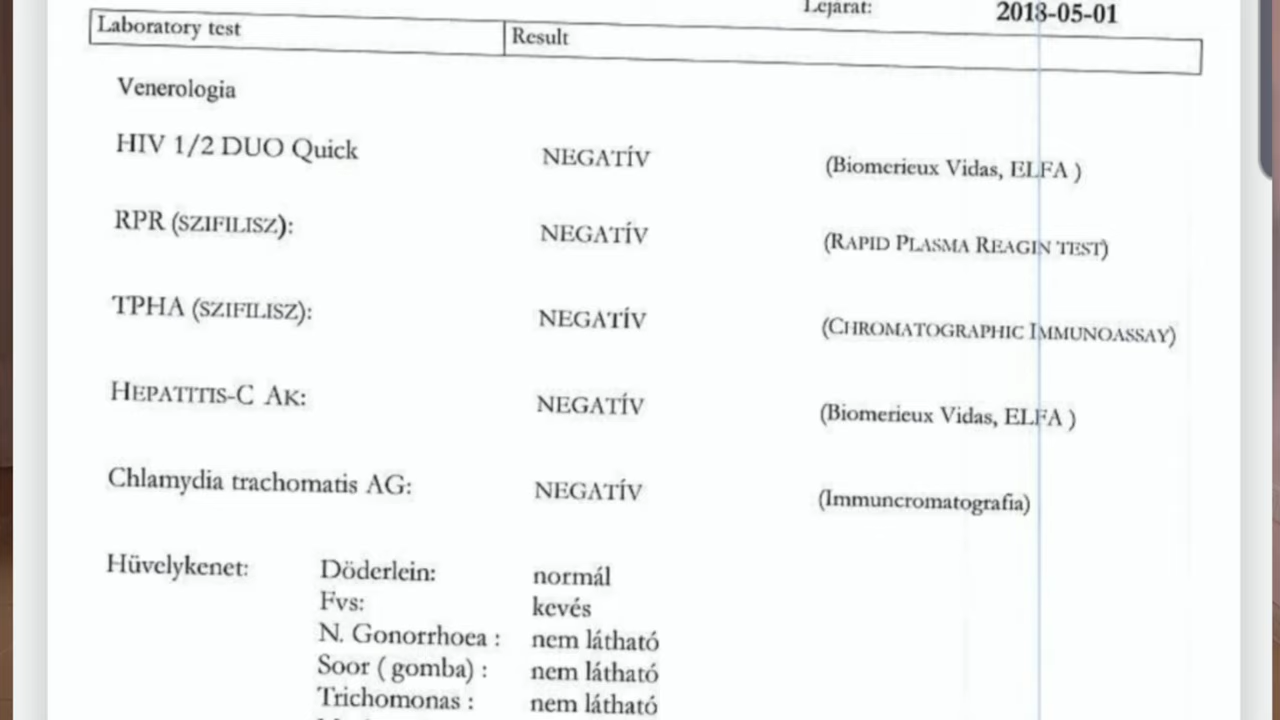 Lejárat: 2018-05-01
Laboratory test Result
Venerologia
HIV 1/2 DUO Quick NEGATÍV (Biomerieux Vidas, ELFA )
RPR (SZIFILISZ): NEGATÍV (RAPID PLASMA REAGIN TEST)
TPHA (SZIFILISZ): NEGATÍV (CHROMATOGRAPHIC IMMUNOASSAY)
HEPATITIS-C AK: NEGATÍV (Biomerieux Vidas, ELFA )
Chlamydia trachomatis AG: NEGATÍV (Immuncromatografia)
Hüvelykenet: Döderlein: normál
Fvs: kevés
N. Gonorrhoea : nem látható
Soor ( gomba) : nem látható
Trichomonas : nem látható